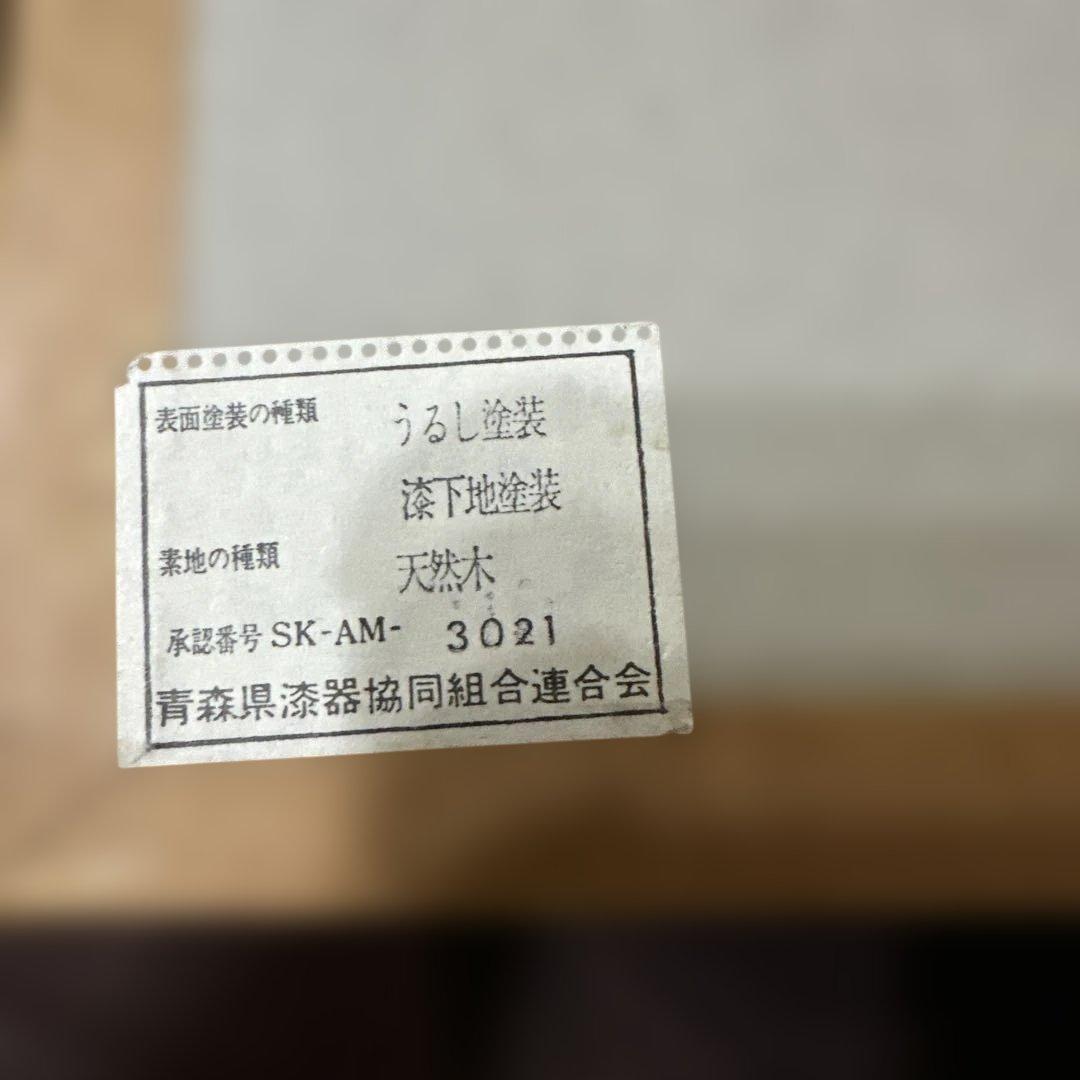 表面塗装の種類 うるし塗装
漆下地塗装
素地の種類 天然木
承認番号 SK-AM- 3021
青森県漆器協同組合連合会